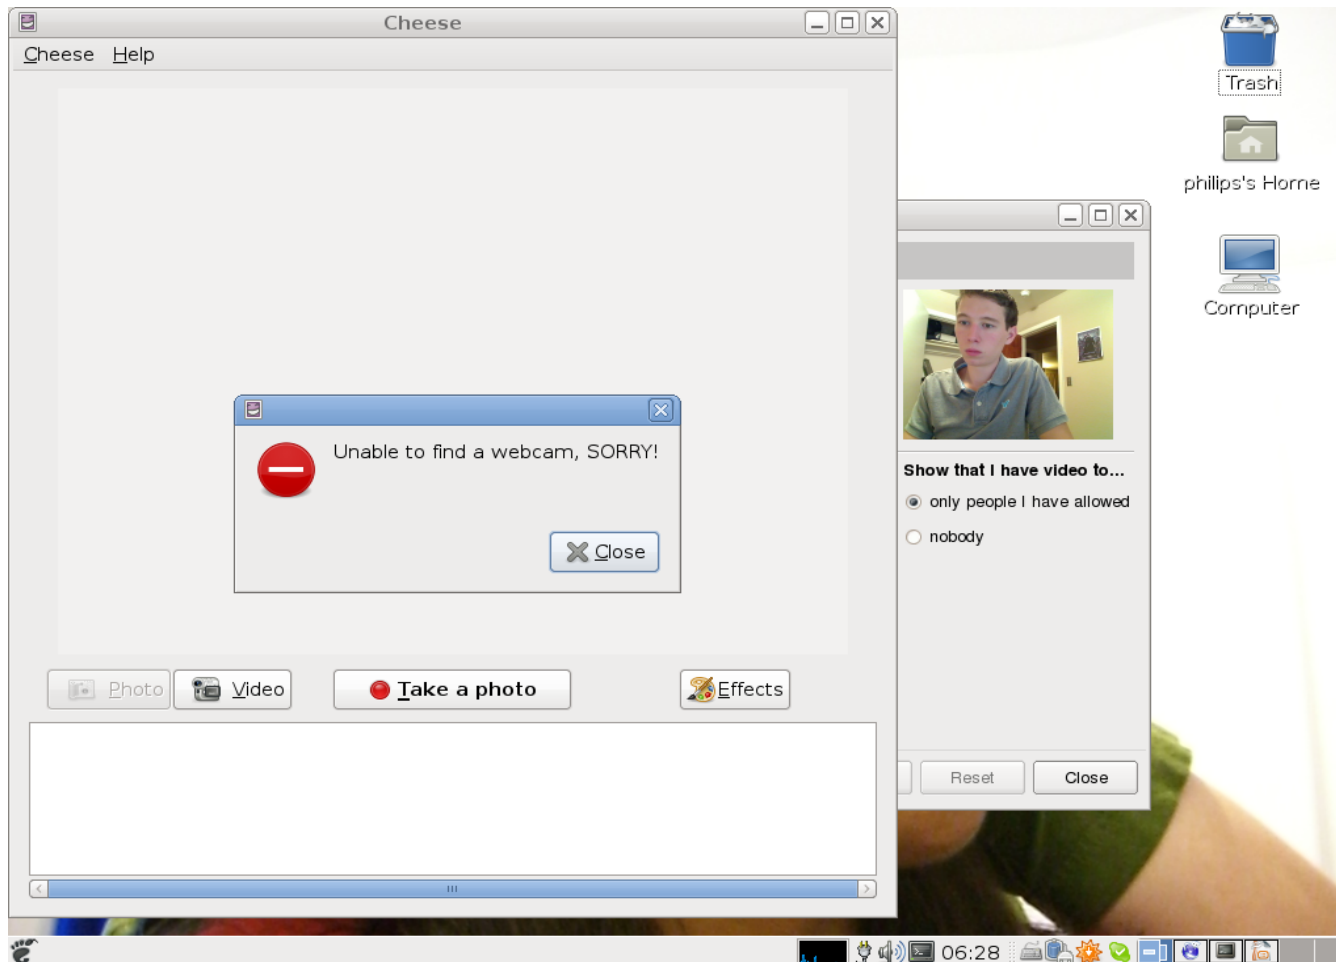 Cheese
Cheese Help
Unable to find a webcam, SORRY!
Close
Photo Video Take a photo Effects
Show that I have video to...
only people I have allowed
nobody
Reset Close
Trash
philips's Home
Computer
06:28